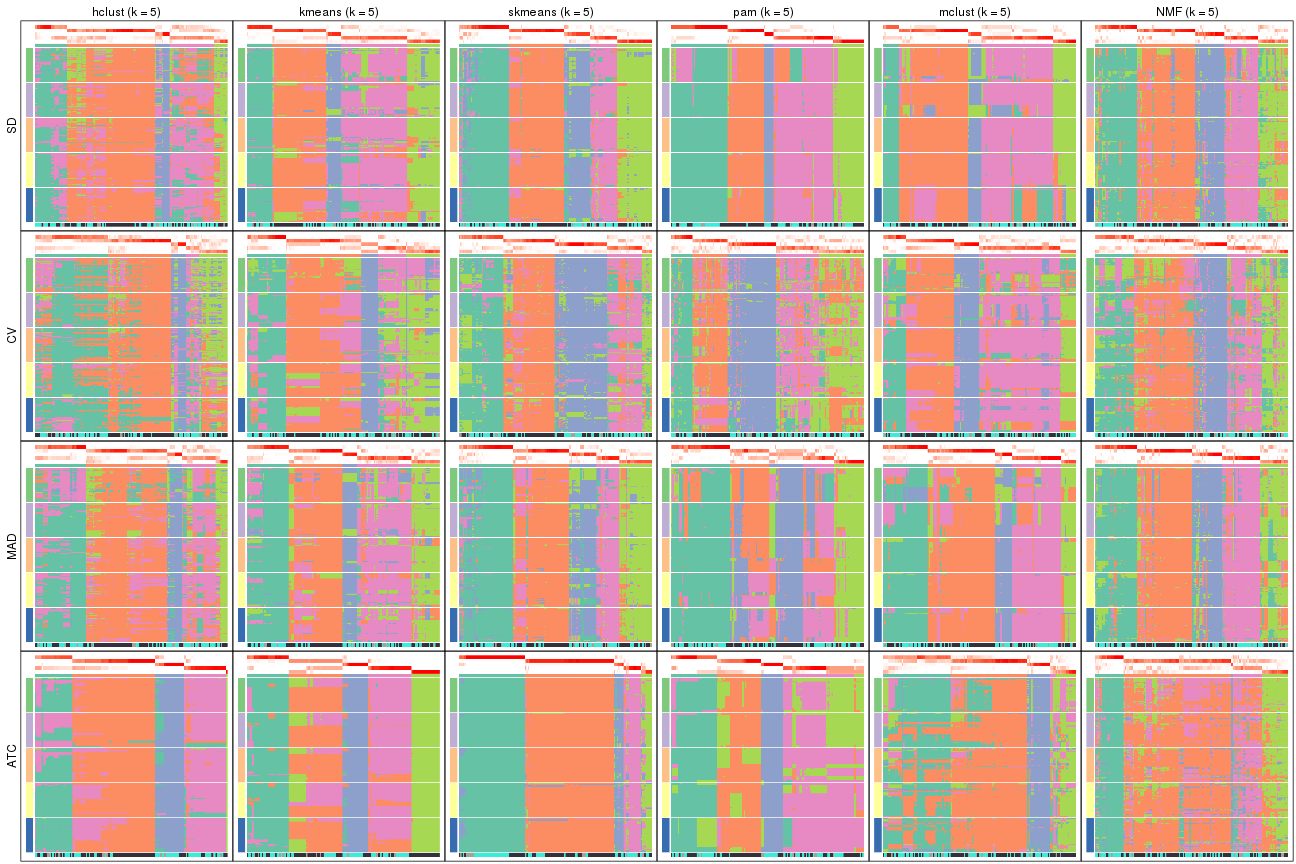 hclust (k = 5) kmeans (k = 5) skmeans (k = 5) pam (k = 5) mclust (k = 5) NMF (k = 5)
SD
CV
MAD
ATC